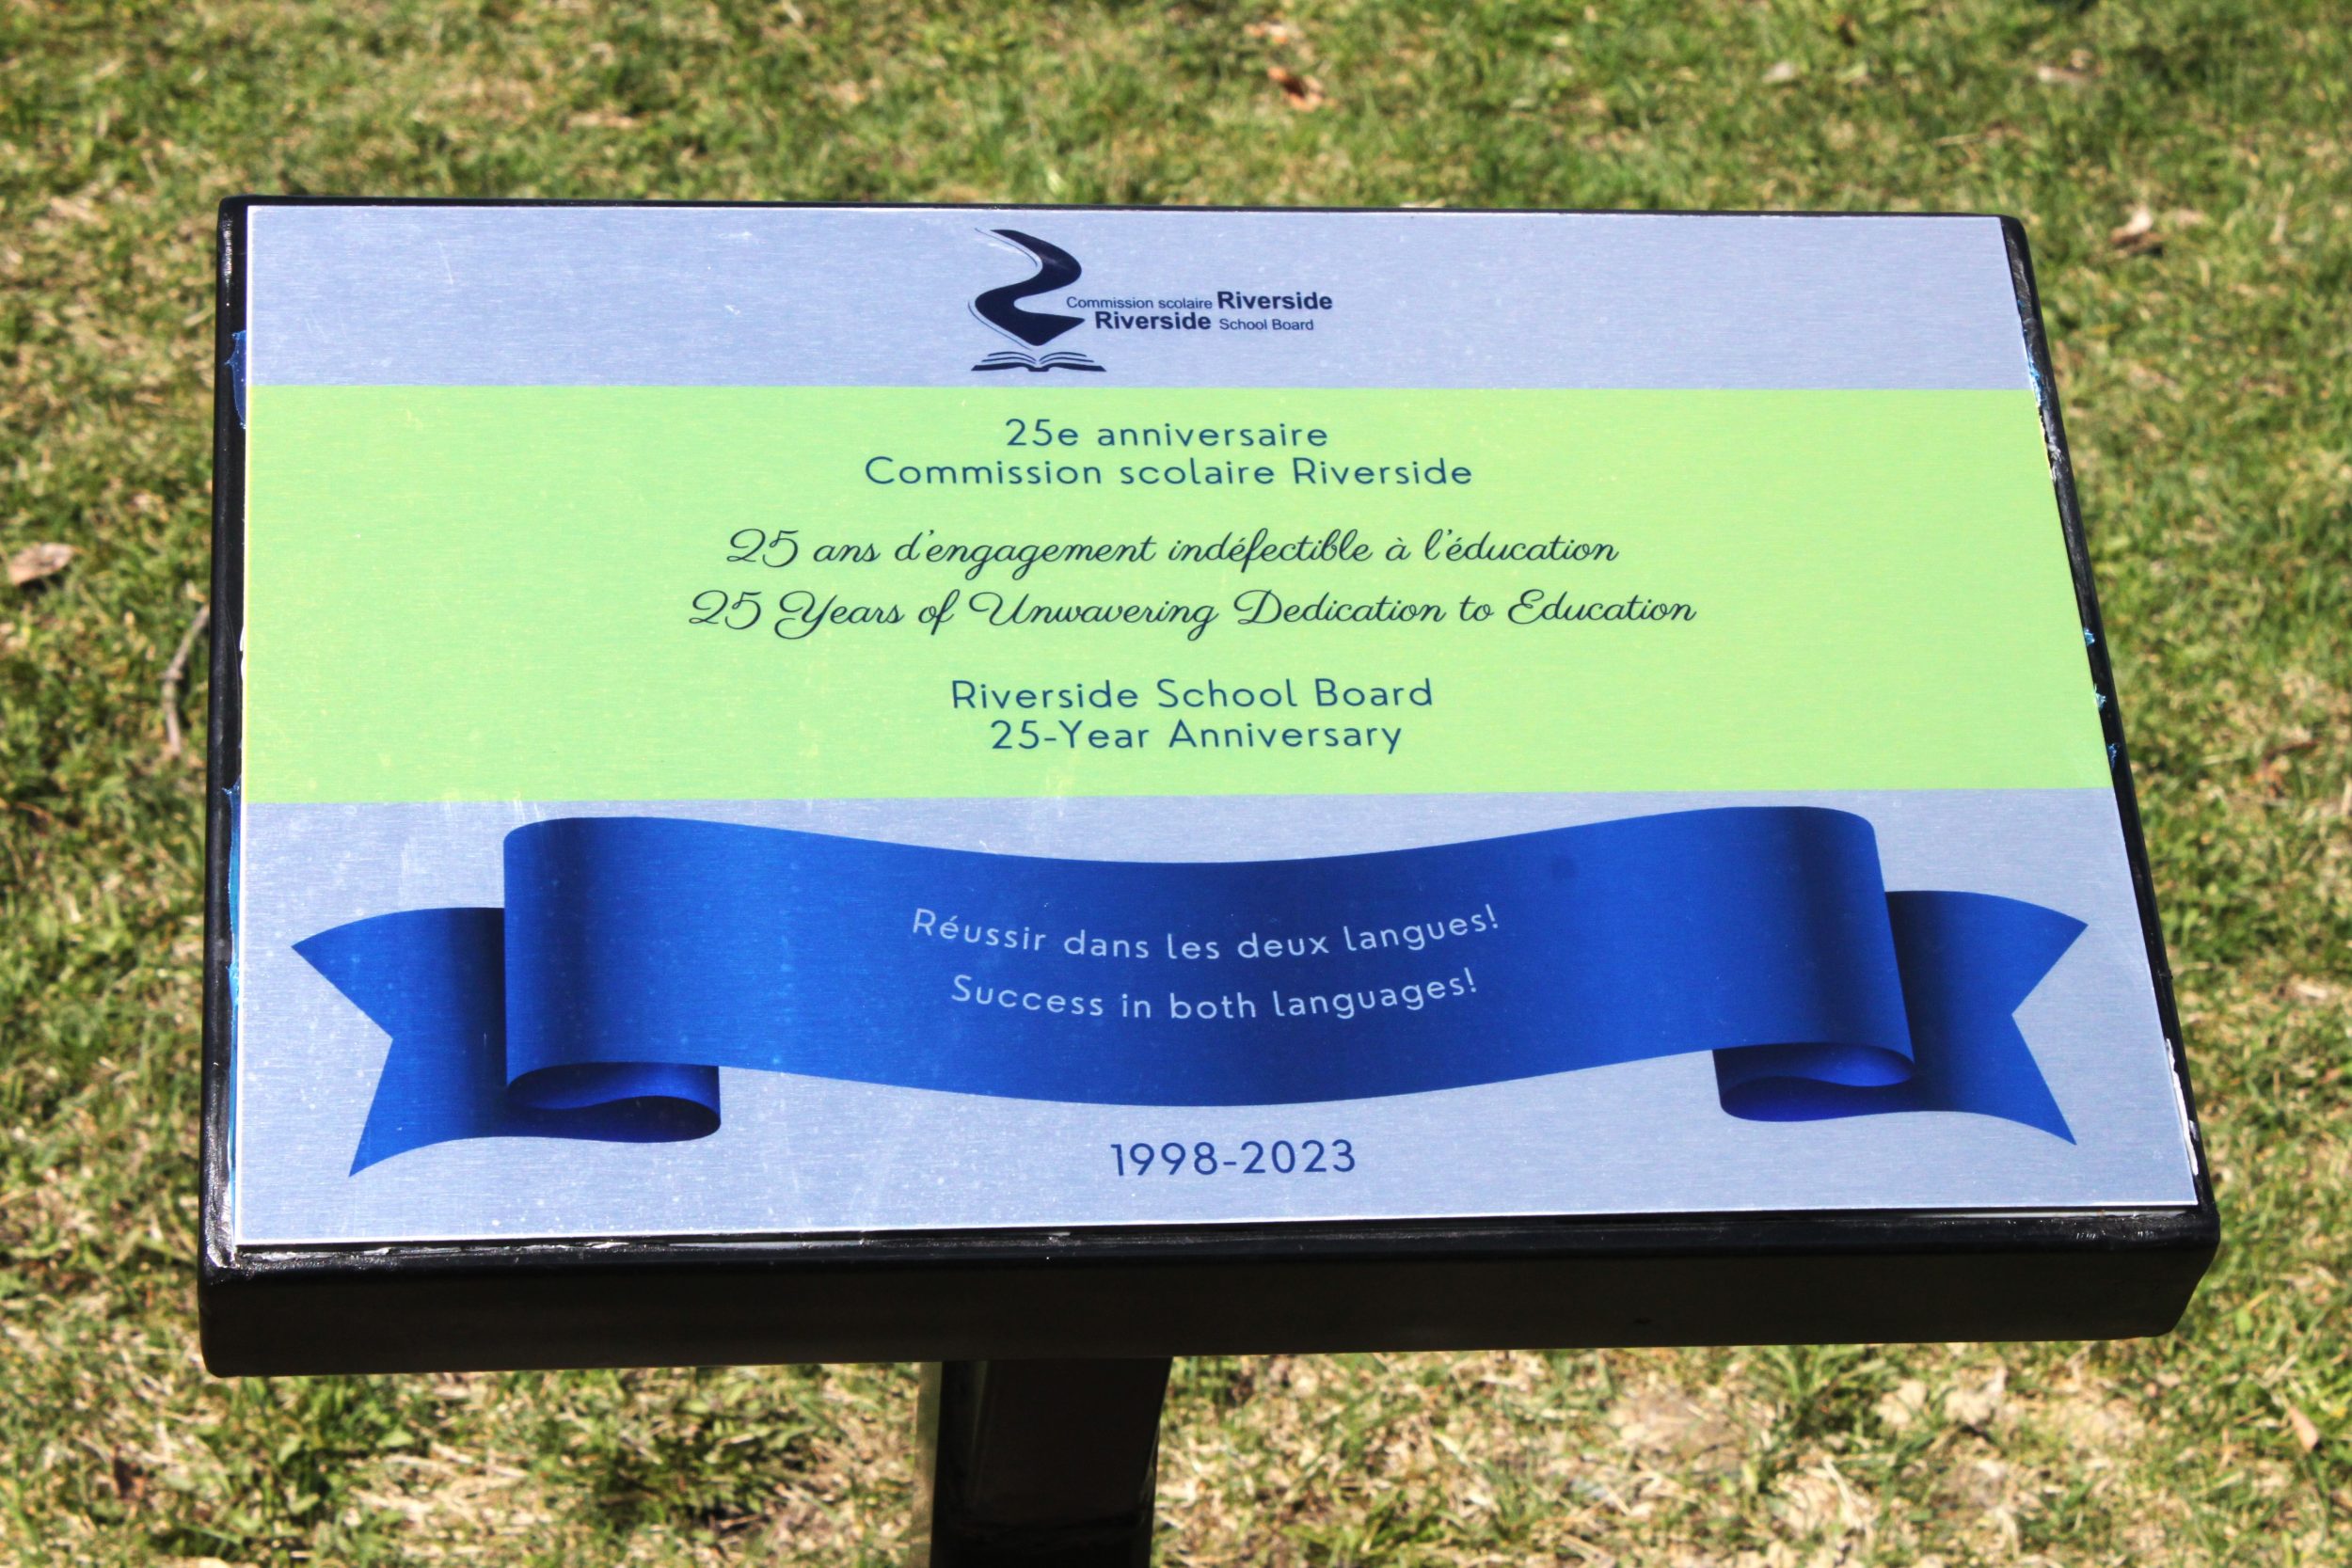 Commission scolaire Riverside
Riverside School Board
25e anniversaire
Commission scolaire Riverside
25 ans d'engagement indéfectible à l'éducation
25 Years of Unwavering Dedication to Education
Riverside School Board
25-Year Anniversary
Réussir dans les deux langues!
Success in both languages!
1998-2023